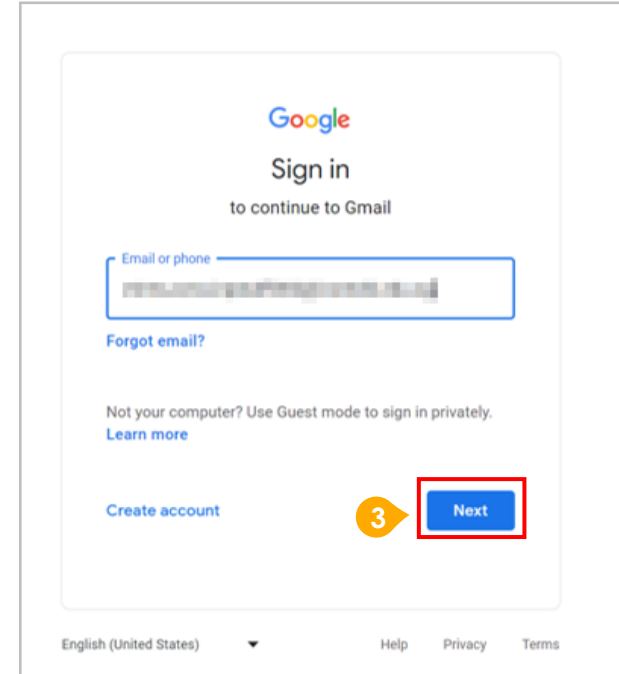 Google
Sign in
to continue to Gmail
Email or phone
Forgot email?
Not your computer? Use Guest mode to sign in privately.
Learn more
Create account
3
Next
English (United States)
Help Privacy Terms